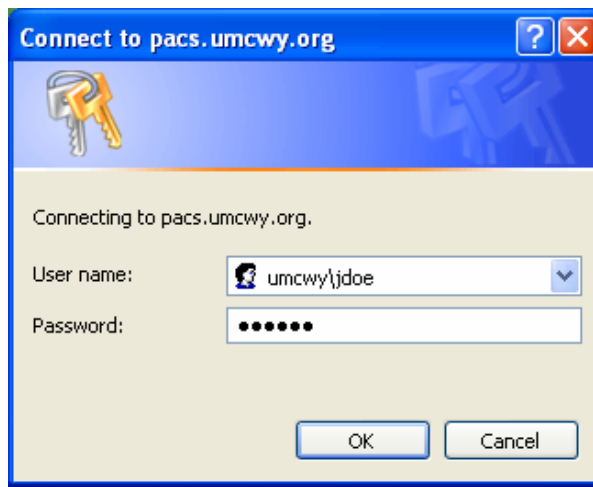 Connect to pacs.umcwy.org
Connecting to pacs.umcwy.org.
User name: umcwy\jdoe
Password: ●●●●●●
OK Cancel